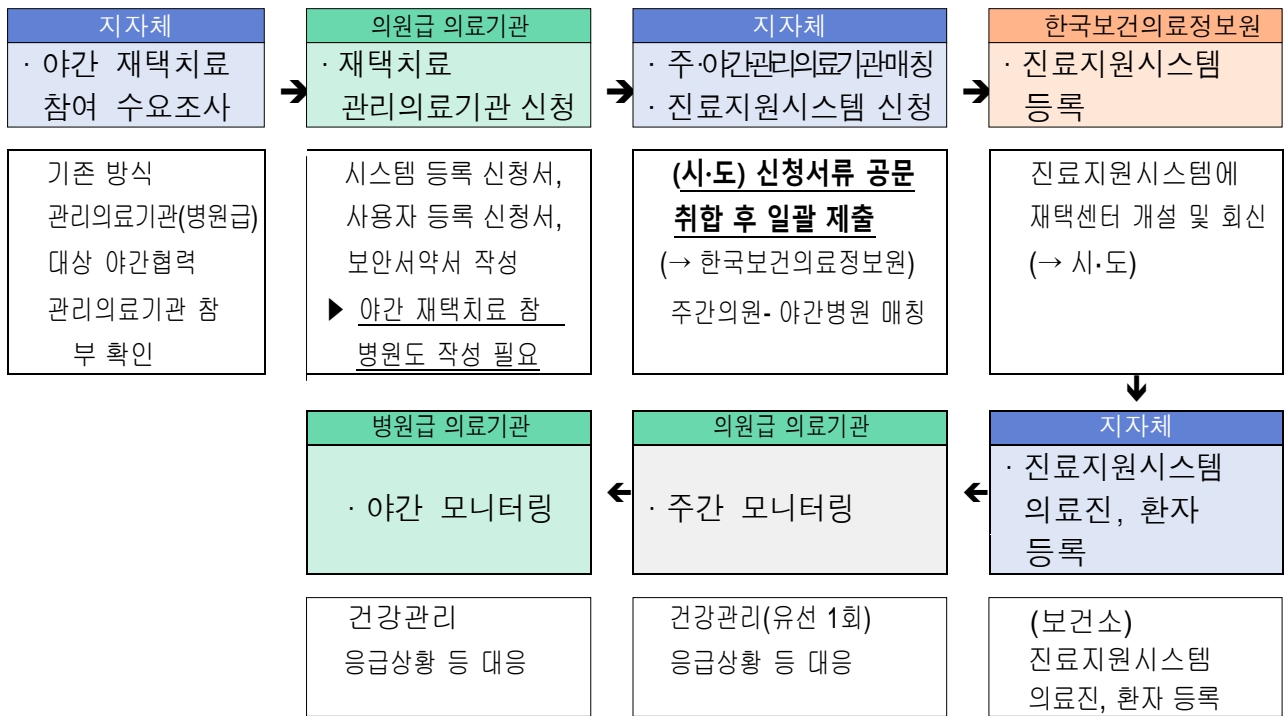 지자체
· 야간 재택치료
참여 수요조사
➔
의원급 의료기관
· 재택치료
관리의료기관 신청
➔
지자체
· 주·야간관리의료기관매칭
· 진료지원시스템 신청
➔
한국보건의료정보원
· 진료지원시스템
등록
기존 방식
관리의료기관(병원급)
대상 야간협력
관리의료기관 참
부 확인
시스템 등록 신청서,
사용자 등록 신청서,
보안서약서 작성
▶ 야간 재택치료 참
병원도 작성 필요
(시·도) 신청서류 공문
취합 후 일괄 제출
(→ 한국보건의료정보원)
주간의원- 야간병원 매칭
진료지원시스템에
재택센터 개설 및 회신
(→ 시·도)
🡻
지자체
· 진료지원시스템
의료진, 환자
등록
🡸
의원급 의료기관
· 주간 모니터링
🡸
병원급 의료기관
· 야간 모니터링
(보건소)
진료지원시스템
의료진, 환자 등록
건강관리(유선 1회)
응급상황 등 대응
건강관리
응급상황 등 대응